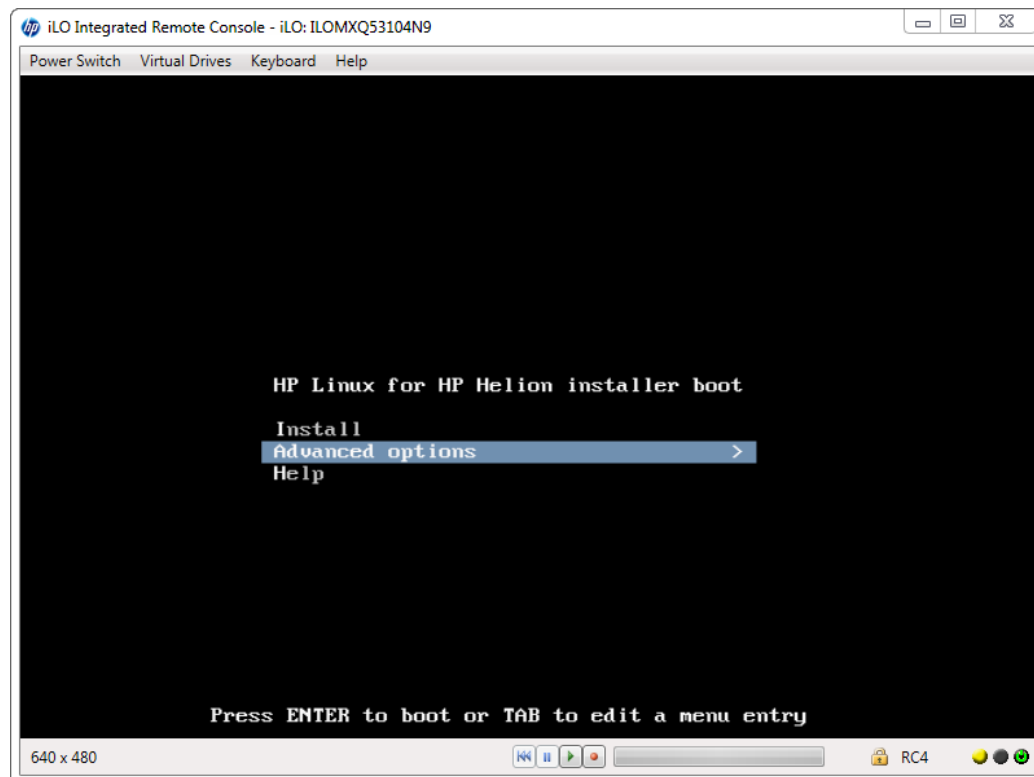 hp iLO Integrated Remote Console - iLO: ILOMXQ53104N9
Power Switch Virtual Drives Keyboard Help
HP Linux for HP Helion installer boot
Install
Advanced options >
Help
Press ENTER to boot or TAB to edit a menu entry
640 x 480 RC4